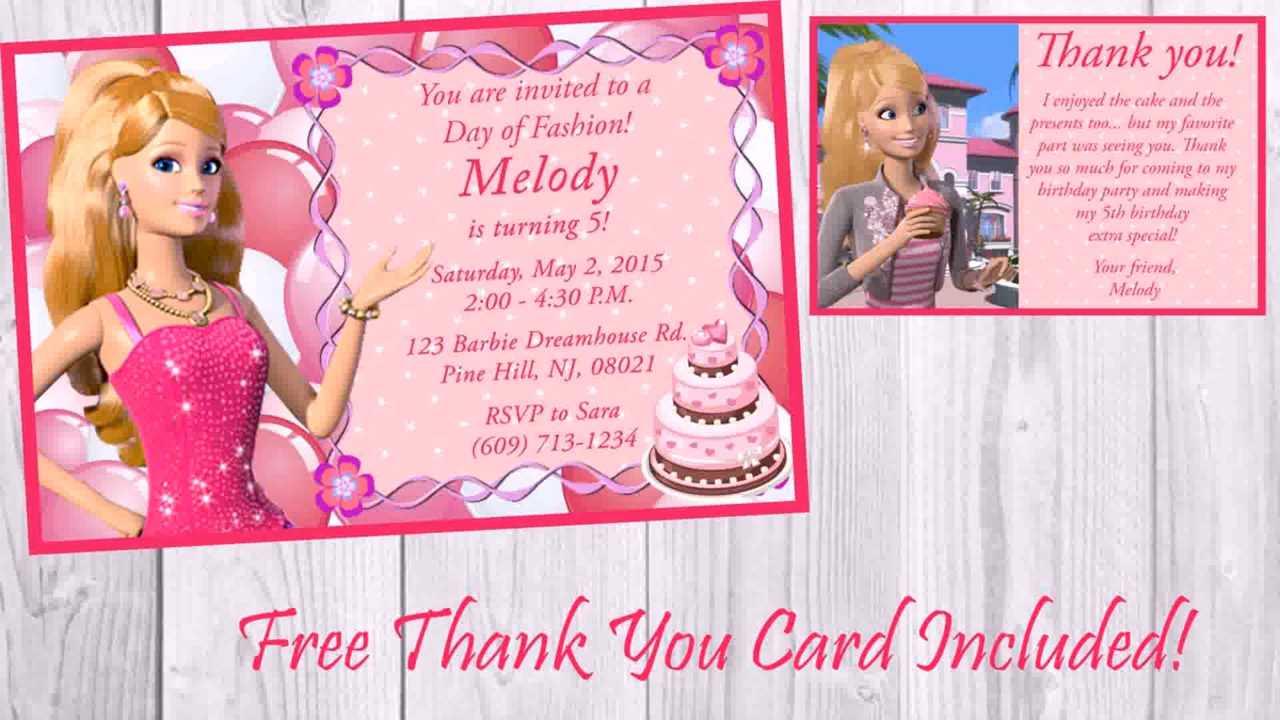 You are invited to a
Day of Fashion!
Melody
is turning 5!
Saturday, May 2, 2015
2:00 - 4:30 P.M.
123 Barbie Dreamhouse Rd.
Pine Hill, NJ, 08021
RSVP to Sara
(609) 713-1234
Thank you!
I enjoyed the cake and the
presents too... but my favorite
part was seeing you. Thank
you so much for coming to my
birthday party and making
my 5th birthday
extra special!
Your friend,
Melody
Free Thank You Card Included!